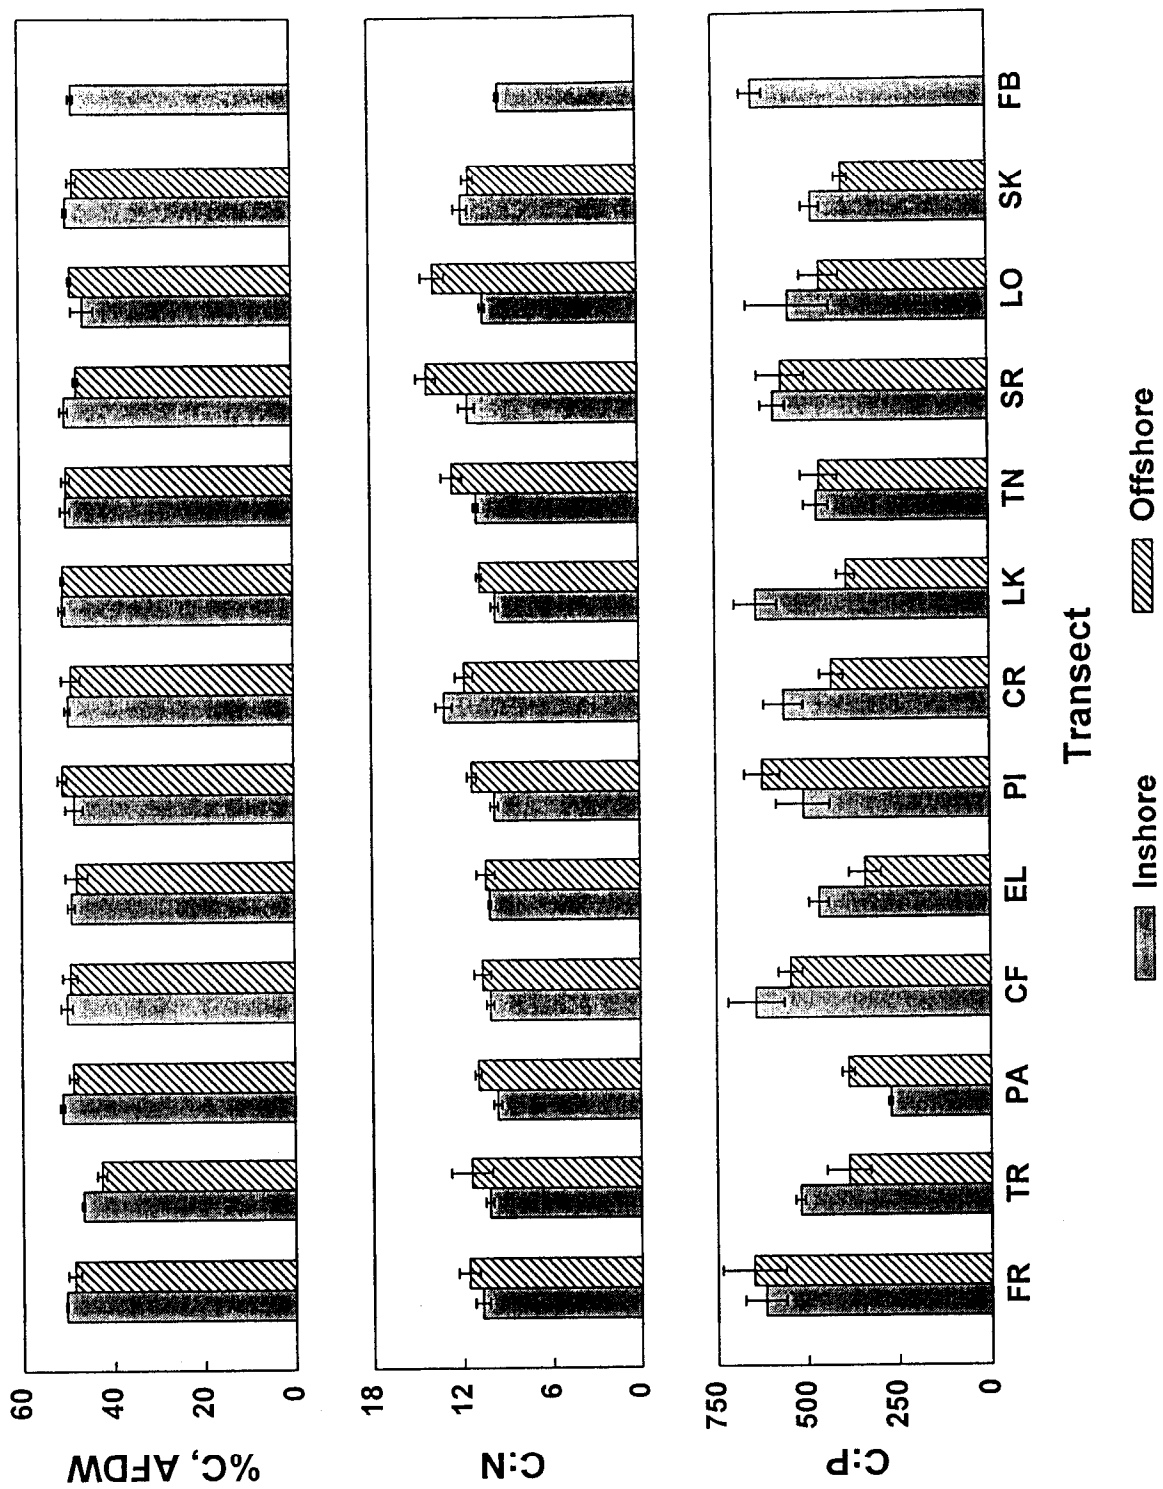 %C, AFDW
60
40
20
0
C:N
18
12
6
0
C:P
750
500
250
0
FR TR PA CF EL PI CR LK TN SR LO SK FB
Transect
Inshore Offshore